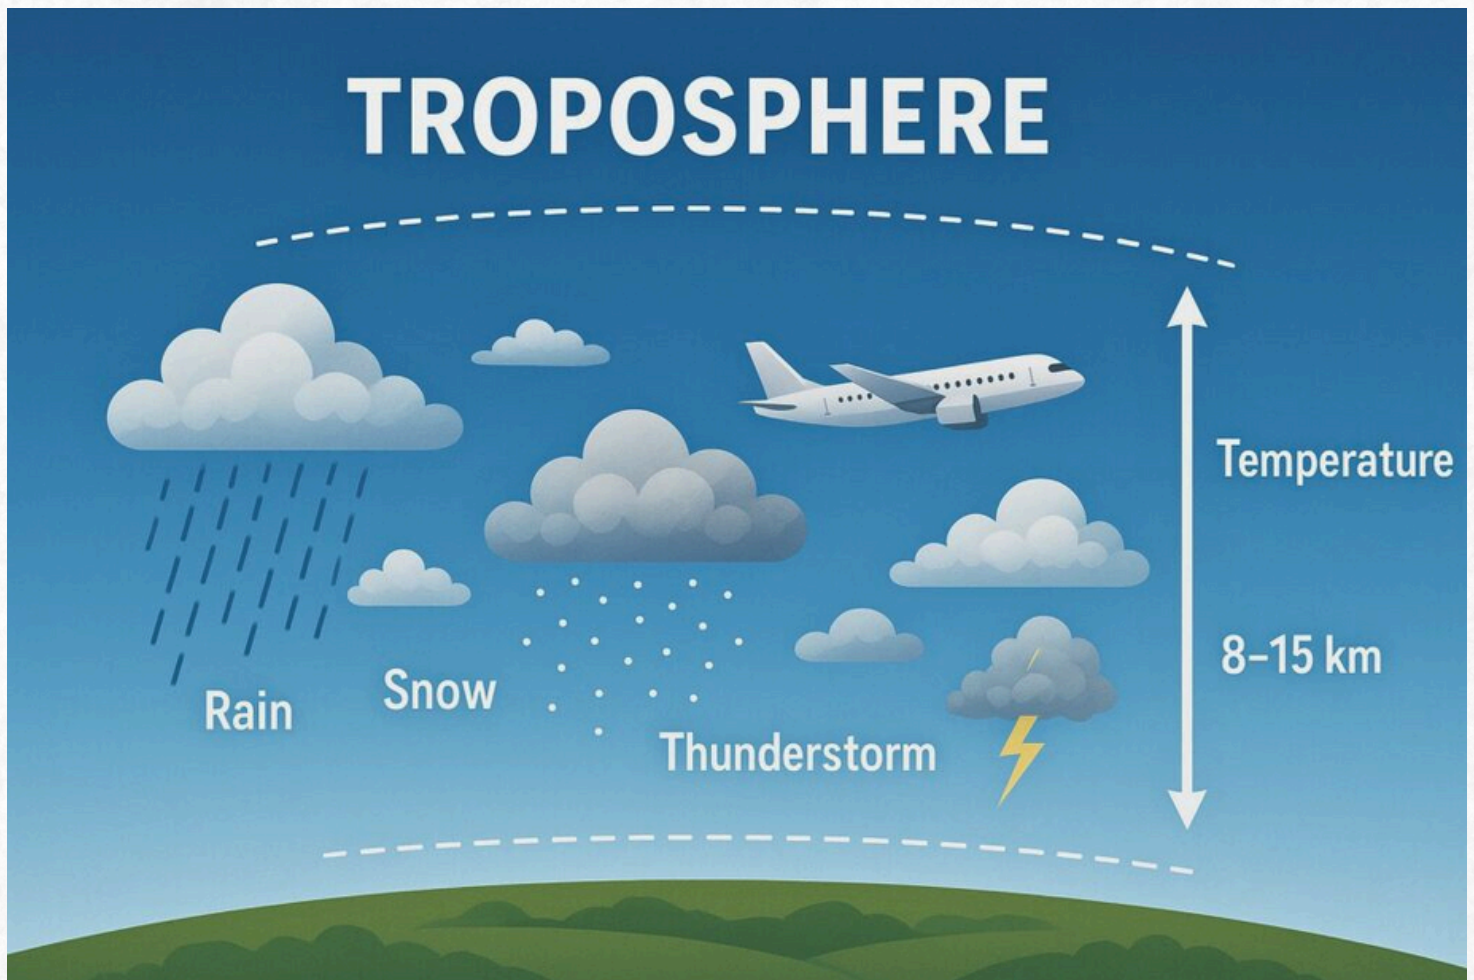 TROPOSPHERE
Temperature
8–15 km
Rain
Snow
Thunderstorm